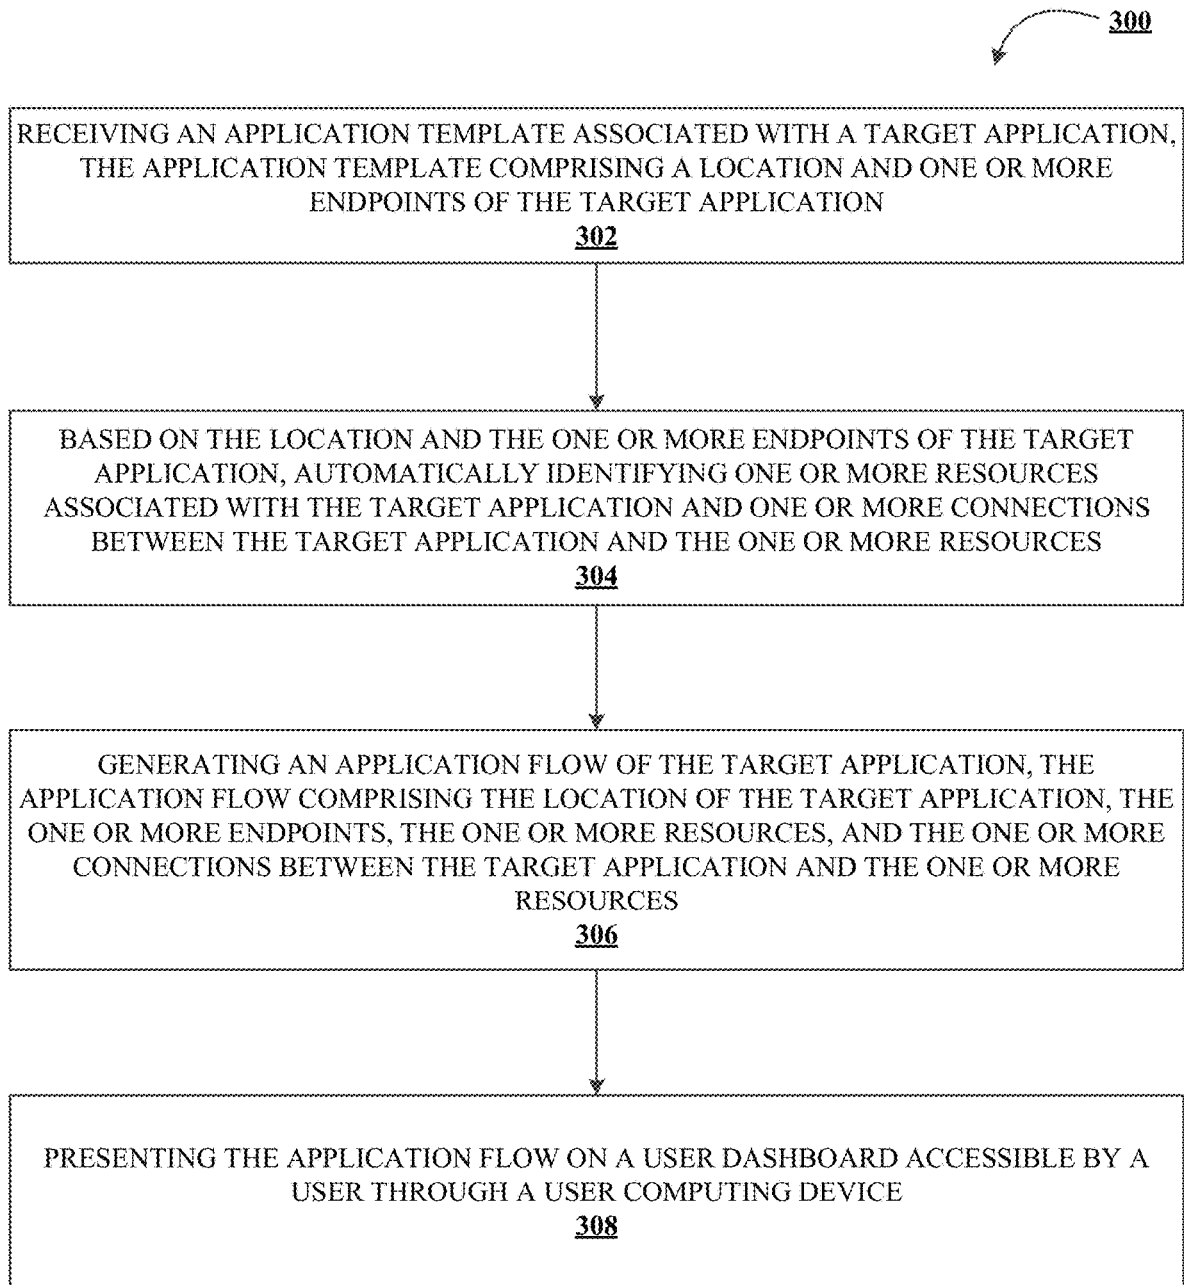 300
RECEIVING AN APPLICATION TEMPLATE ASSOCIATED WITH A TARGET APPLICATION,
THE APPLICATION TEMPLATE COMPRISING A LOCATION AND ONE OR MORE
ENDPOINTS OF THE TARGET APPLICATION
302
BASED ON THE LOCATION AND THE ONE OR MORE ENDPOINTS OF THE TARGET
APPLICATION, AUTOMATICALLY IDENTIFYING ONE OR MORE RESOURCES
ASSOCIATED WITH THE TARGET APPLICATION AND ONE OR MORE CONNECTIONS
BETWEEN THE TARGET APPLICATION AND THE ONE OR MORE RESOURCES
304
GENERATING AN APPLICATION FLOW OF THE TARGET APPLICATION, THE
APPLICATION FLOW COMPRISING THE LOCATION OF THE TARGET APPLICATION, THE
ONE OR MORE ENDPOINTS, THE ONE OR MORE RESOURCES, AND THE ONE OR MORE
CONNECTIONS BETWEEN THE TARGET APPLICATION AND THE ONE OR MORE
RESOURCES
306
PRESENTING THE APPLICATION FLOW ON A USER DASHBOARD ACCESSIBLE BY A
USER THROUGH A USER COMPUTING DEVICE
308